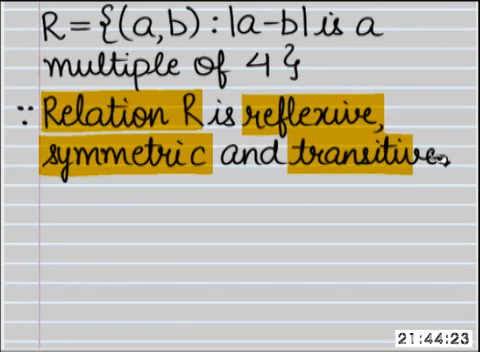 R = {(a,b) : |a-b| is a
multiple of 4}
∵ Relation R is reflexive,
symmetric and transitive.,
21:44:23